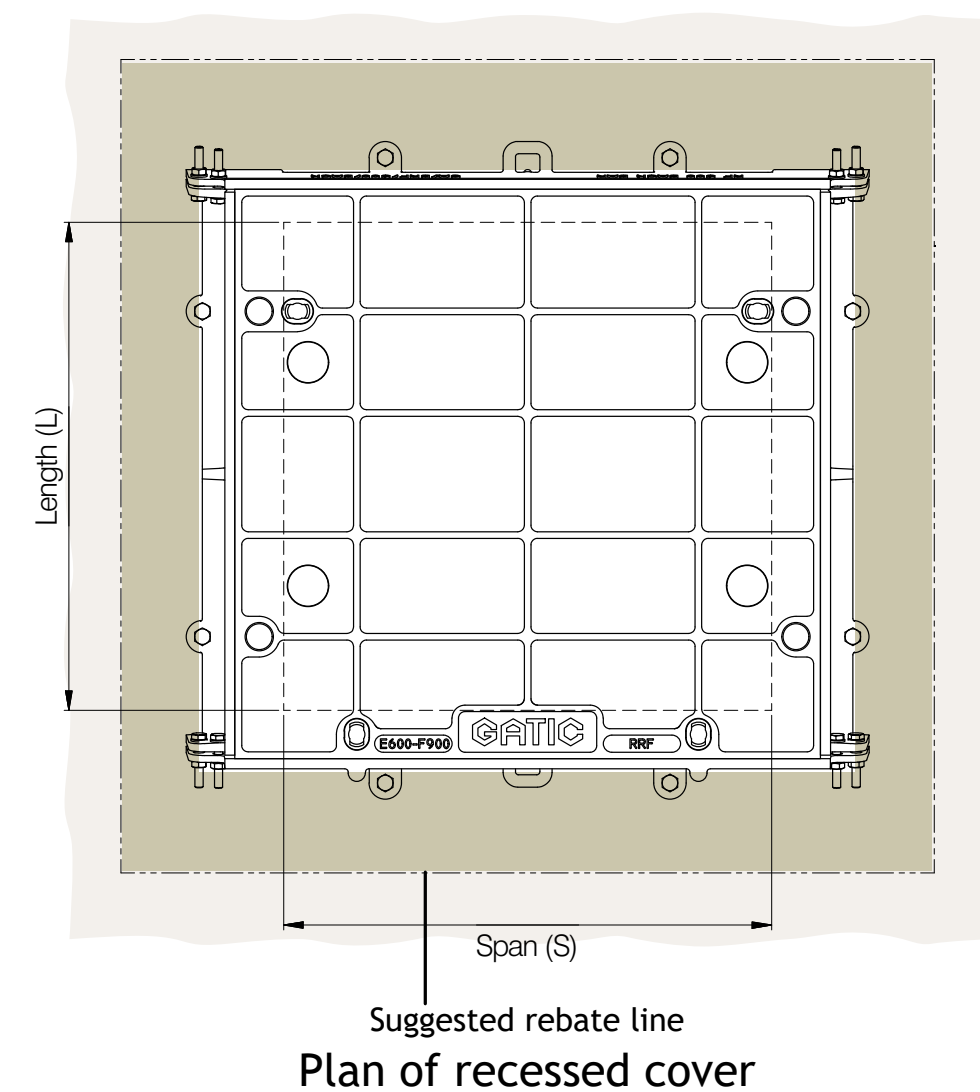 Length (L)
E600-F900
GATIC
RRF
Span (S)
Suggested rebate line
Plan of recessed cover